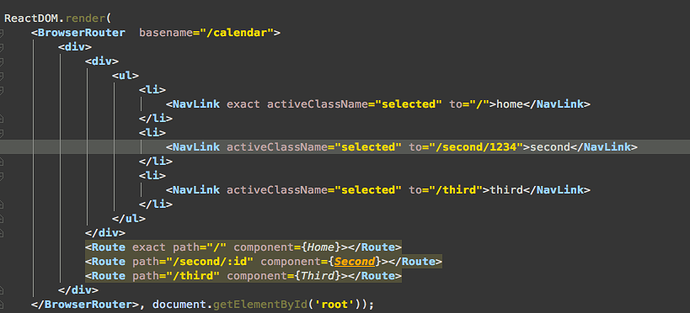 ReactDOM.render(
<BrowserRouter  basename="/calendar">
<div>
<div>
<ul>
<li>
<NavLink exact activeClassName="selected" to="/">home</NavLink>
</li>
<li>
<NavLink activeClassName="selected" to="/second/1234">second</NavLink>
</li>
<li>
<NavLink activeClassName="selected" to="/third">third</NavLink>
</li>
</ul>
</div>
<Route exact path="/" component={Home}></Route>
<Route path="/second/:id" component={Second}></Route>
<Route path="/third" component={Third}></Route>
</div>
</BrowserRouter>, document.getElementById('root'));